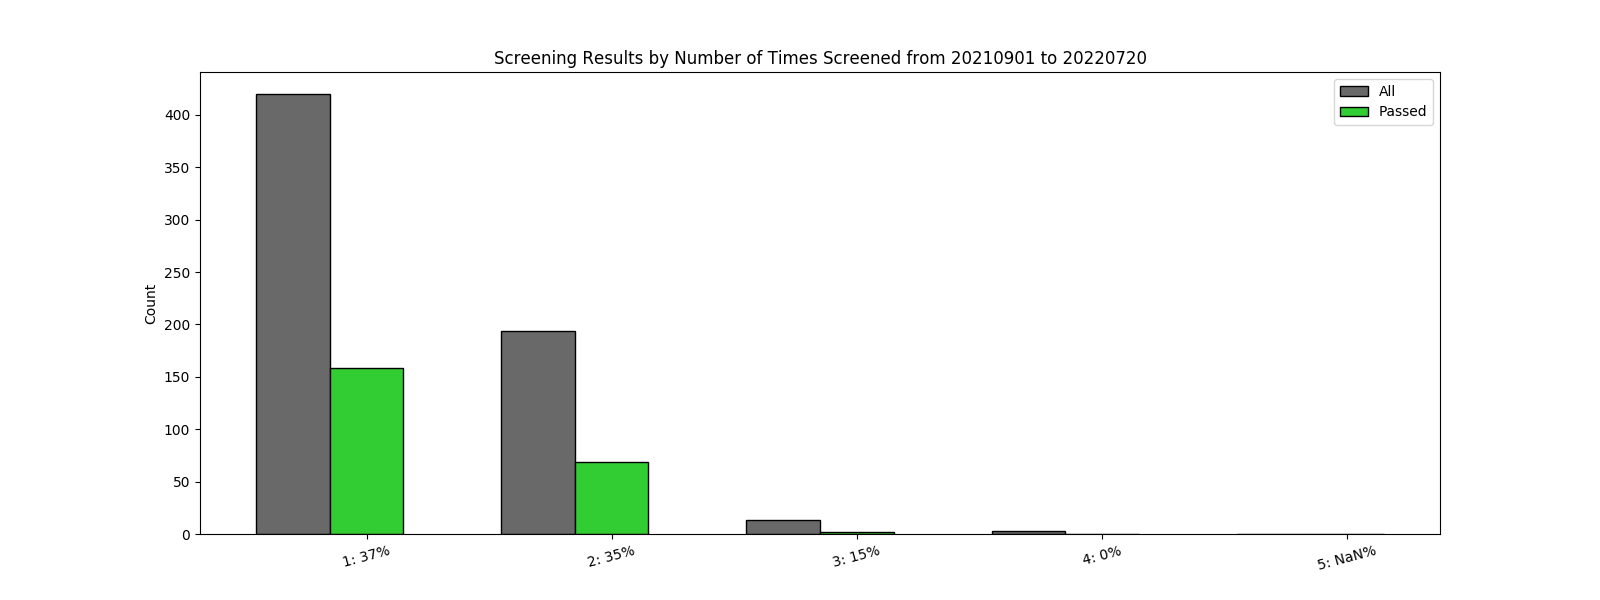 Screening Results by Number of Times Screened from 20210901 to 20220720
All
Passed
Count
400
350
300
250
200
150
100
50
0
1: 37%
2: 35%
3: 15%
4: 0%
5: NaN%